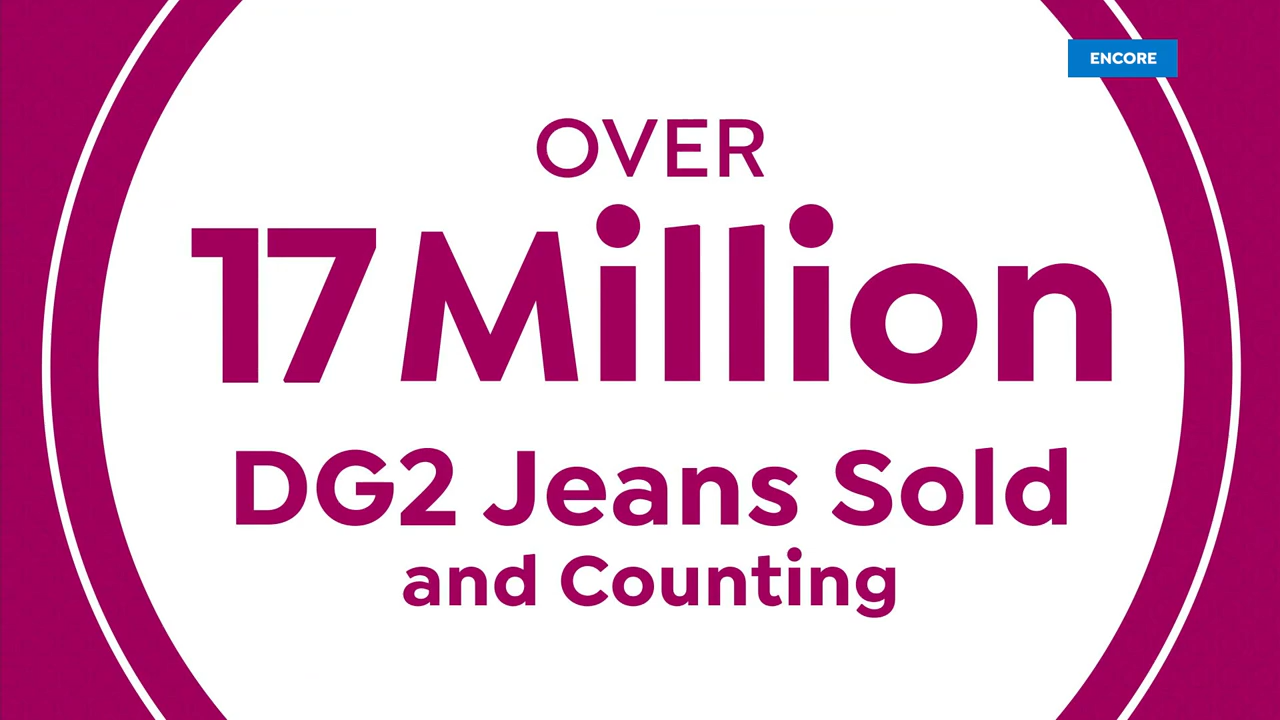 ENCORE
OVER
17 Million
DG2 Jeans Sold
and Counting